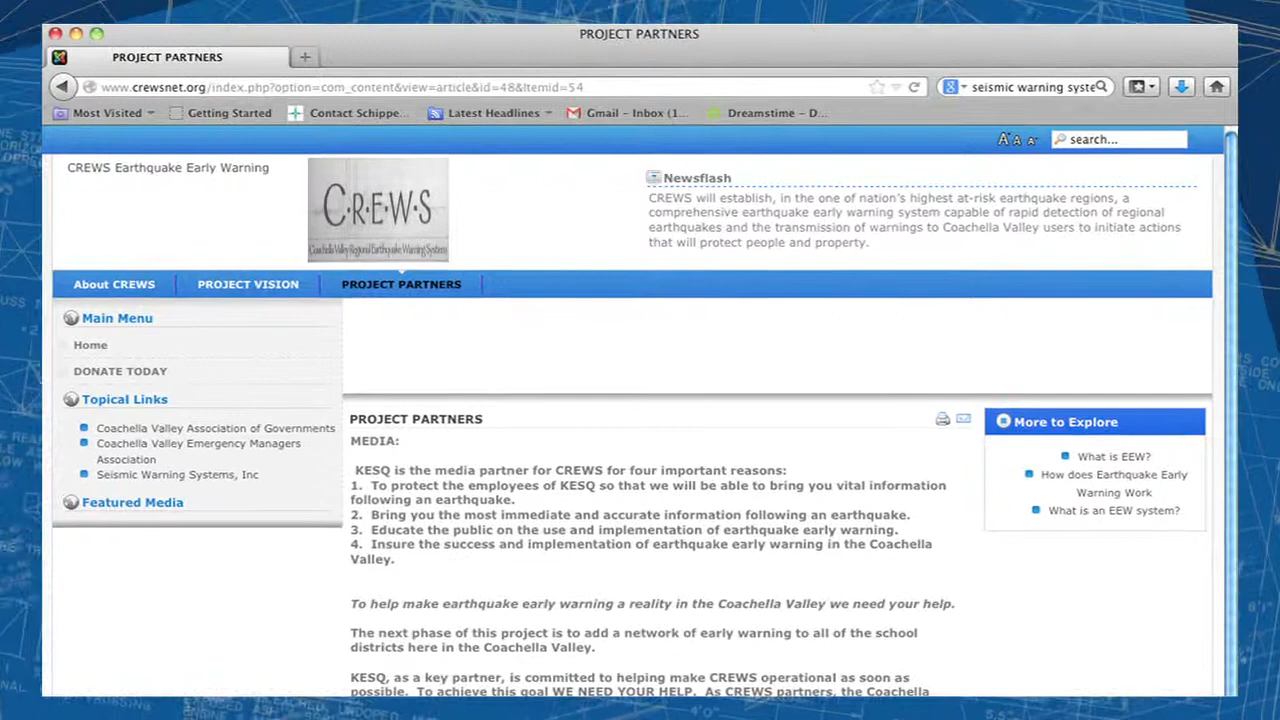 PROJECT PARTNERS
PROJECT PARTNERS
www.crewsnet.org/index.php?option=com_content&view=article&id=48&Itemid=54
seismic warning syste
Most Visited
Getting Started
Contact Schippe...
Latest Headlines
Gmail – Inbox (1...
Dreamstime – D...
A+ A A-
search...
CREWS Earthquake Early Warning
C·R·E·W·S
Coachella Valley Regional Earthquake Warning System
Newsflash
CREWS will establish, in the one of nation's highest at-risk earthquake regions, a
comprehensive earthquake early warning system capable of rapid detection of regional
earthquakes and the transmission of warnings to Coachella Valley users to initiate actions
that will protect people and property.
About CREWS
PROJECT VISION
PROJECT PARTNERS
Main Menu
Home
DONATE TODAY
Topical Links
Coachella Valley Association of Governments
Coachella Valley Emergency Managers
Association
Seismic Warning Systems, Inc
Featured Media
PROJECT PARTNERS
MEDIA:
KESQ is the media partner for CREWS for four important reasons:
1. To protect the employees of KESQ so that we will be able to bring you vital information
following an earthquake.
2. Bring you the most immediate and accurate information following an earthquake.
3. Educate the public on the use and implementation of earthquake early warning.
4. Insure the success and implementation of earthquake early warning in the Coachella
Valley.
To help make earthquake early warning a reality in the Coachella Valley we need your help.
The next phase of this project is to add a network of early warning to all of the school
districts here in the Coachella Valley.
KESQ, as a key partner, is committed to helping make CREWS operational as soon as
possible. To achieve this goal WE NEED YOUR HELP. As CREWS partners, the Coachella
More to Explore
What is EEW?
How does Earthquake Early
Warning Work
What is an EEW system?